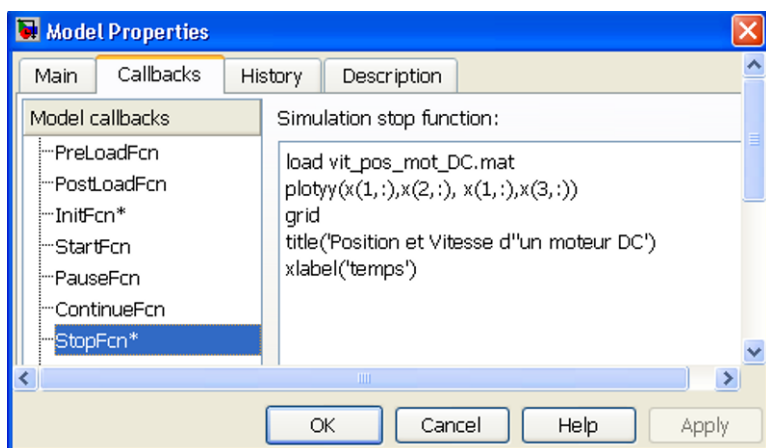 Model Properties
Main Callbacks History Description
Model callbacks
PreLoadFcn
PostLoadFcn
InitFcn*
StartFcn
PauseFcn
ContinueFcn
StopFcn*
Simulation stop function:
load vit_pos_mot_DC.mat
plotyy(x(1,:),x(2,:), x(1,:),x(3,:))
grid
title('Position et Vitesse d''un moteur DC')
xlabel('temps')
OK Cancel Help Apply